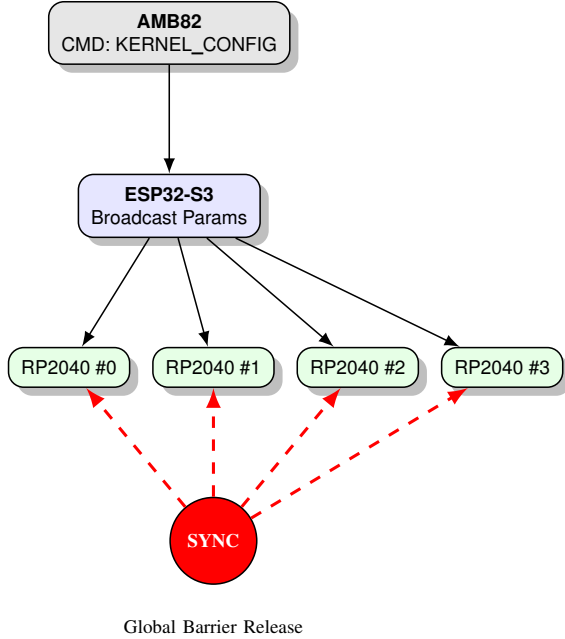 AMB82
CMD: KERNEL_CONFIG
ESP32-S3
Broadcast Params
RP2040 #0
RP2040 #1
RP2040 #2
RP2040 #3
SYNC
Global Barrier Release